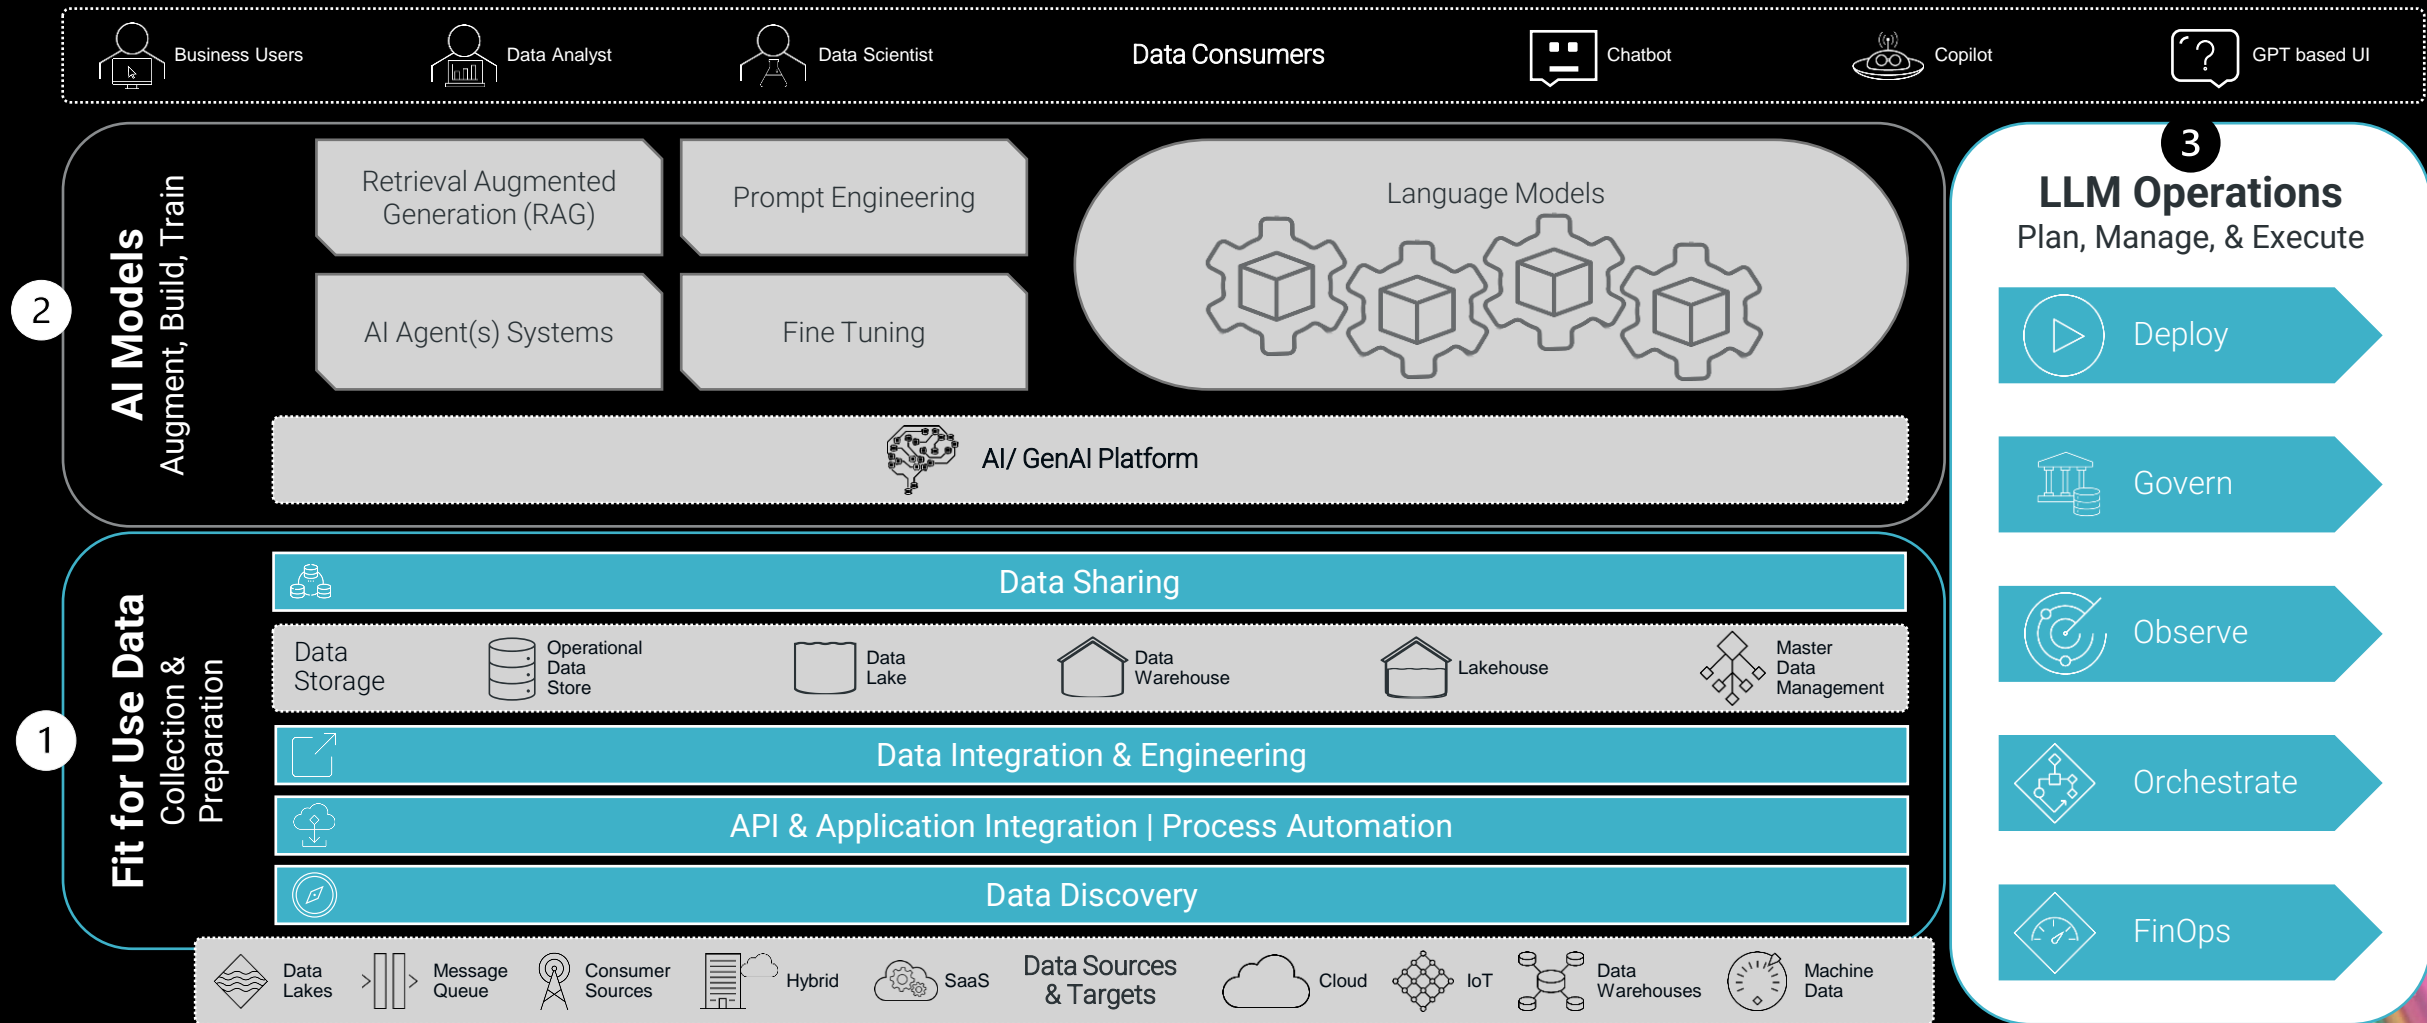 Business Users
Data Analyst
Data Scientist
Data Consumers
Chatbot
Copilot
GPT based UI
2
AI Models
Augment, Build, Train
Retrieval Augmented
Generation (RAG)
Prompt Engineering
AI Agent(s) Systems
Fine Tuning
Language Models
AI/ GenAI Platform
1
Fit for Use Data
Collection &
Preparation
Data Sharing
Data
Storage
Operational
Data
Store
Data
Lake
Data
Warehouse
Lakehouse
Master
Data
Management
Data Integration & Engineering
API & Application Integration | Process Automation
Data Discovery
Data
Lakes
Message
Queue
Consumer
Sources
Hybrid
SaaS
Data Sources
& Targets
Cloud
IoT
Data
Warehouses
Machine
Data
3
LLM Operations
Plan, Manage, & Execute
Deploy
Govern
Observe
Orchestrate
FinOps